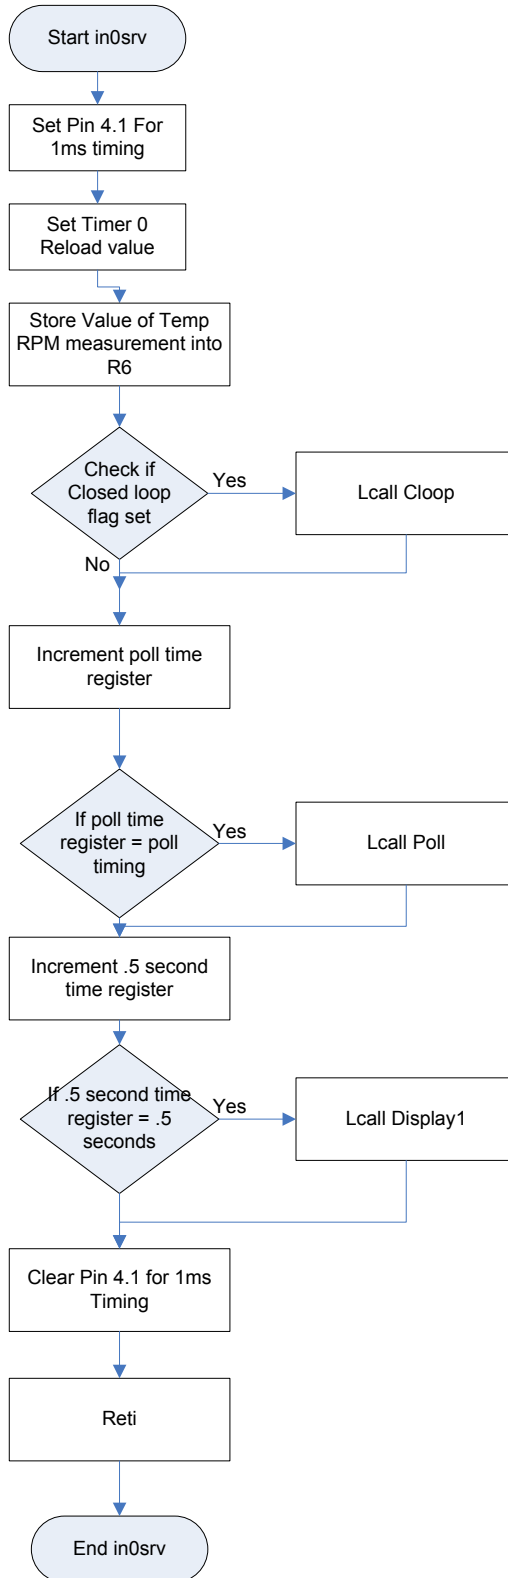 Start in0srv
Set Pin 4.1 For
1ms timing
Set Timer 0
Reload value
Store Value of Temp
RPM measurement into
R6
Check if
Closed loop
flag set
Yes
Lcall Cloop
No
Increment poll time
register
If poll time
register = poll
timing
Yes
Lcall Poll
Increment .5 second
time register
If .5 second time
register = .5
seconds
Yes
Lcall Display1
Clear Pin 4.1 for 1ms
Timing
Reti
End in0srv